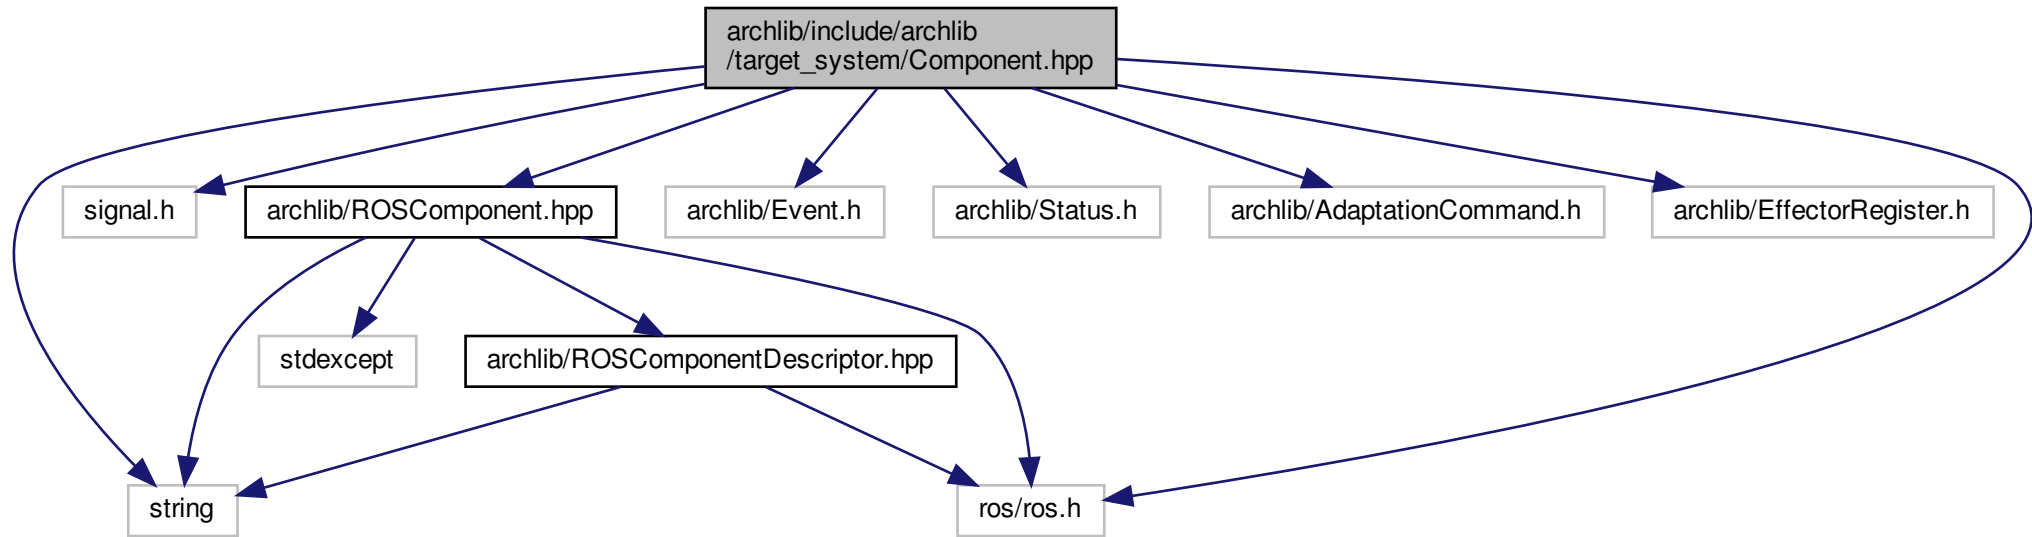 archlib/include/archlib
/target_system/Component.hpp
signal.h
archlib/ROSComponent.hpp
archlib/Event.h
archlib/Status.h
archlib/AdaptationCommand.h
archlib/EffectorRegister.h
stdexcept
archlib/ROSComponentDescriptor.hpp
string
ros/ros.h